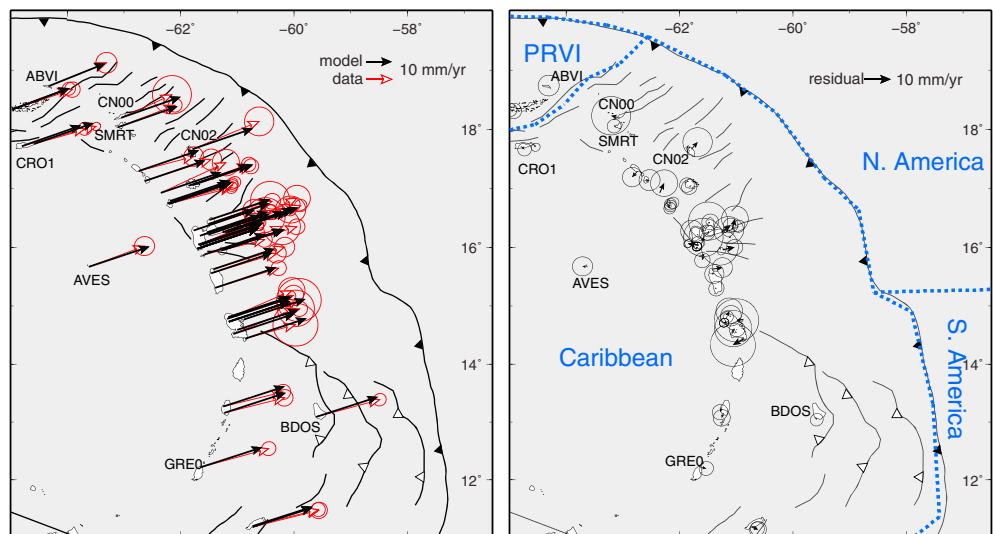 −62˚
−60˚
−58˚
−62˚
−60˚
−58˚
model
data
10 mm/yr
ABVI
CN00
SMRT
CN02
CRO1
AVES
BDOS
GRE0
PRVI
ABVI
residual
10 mm/yr
CN00
SMRT
CN02
CRO1
N. America
AVES
Caribbean
S. America
BDOS
GRE0
18˚
16˚
14˚
12˚
18˚
16˚
14˚
12˚